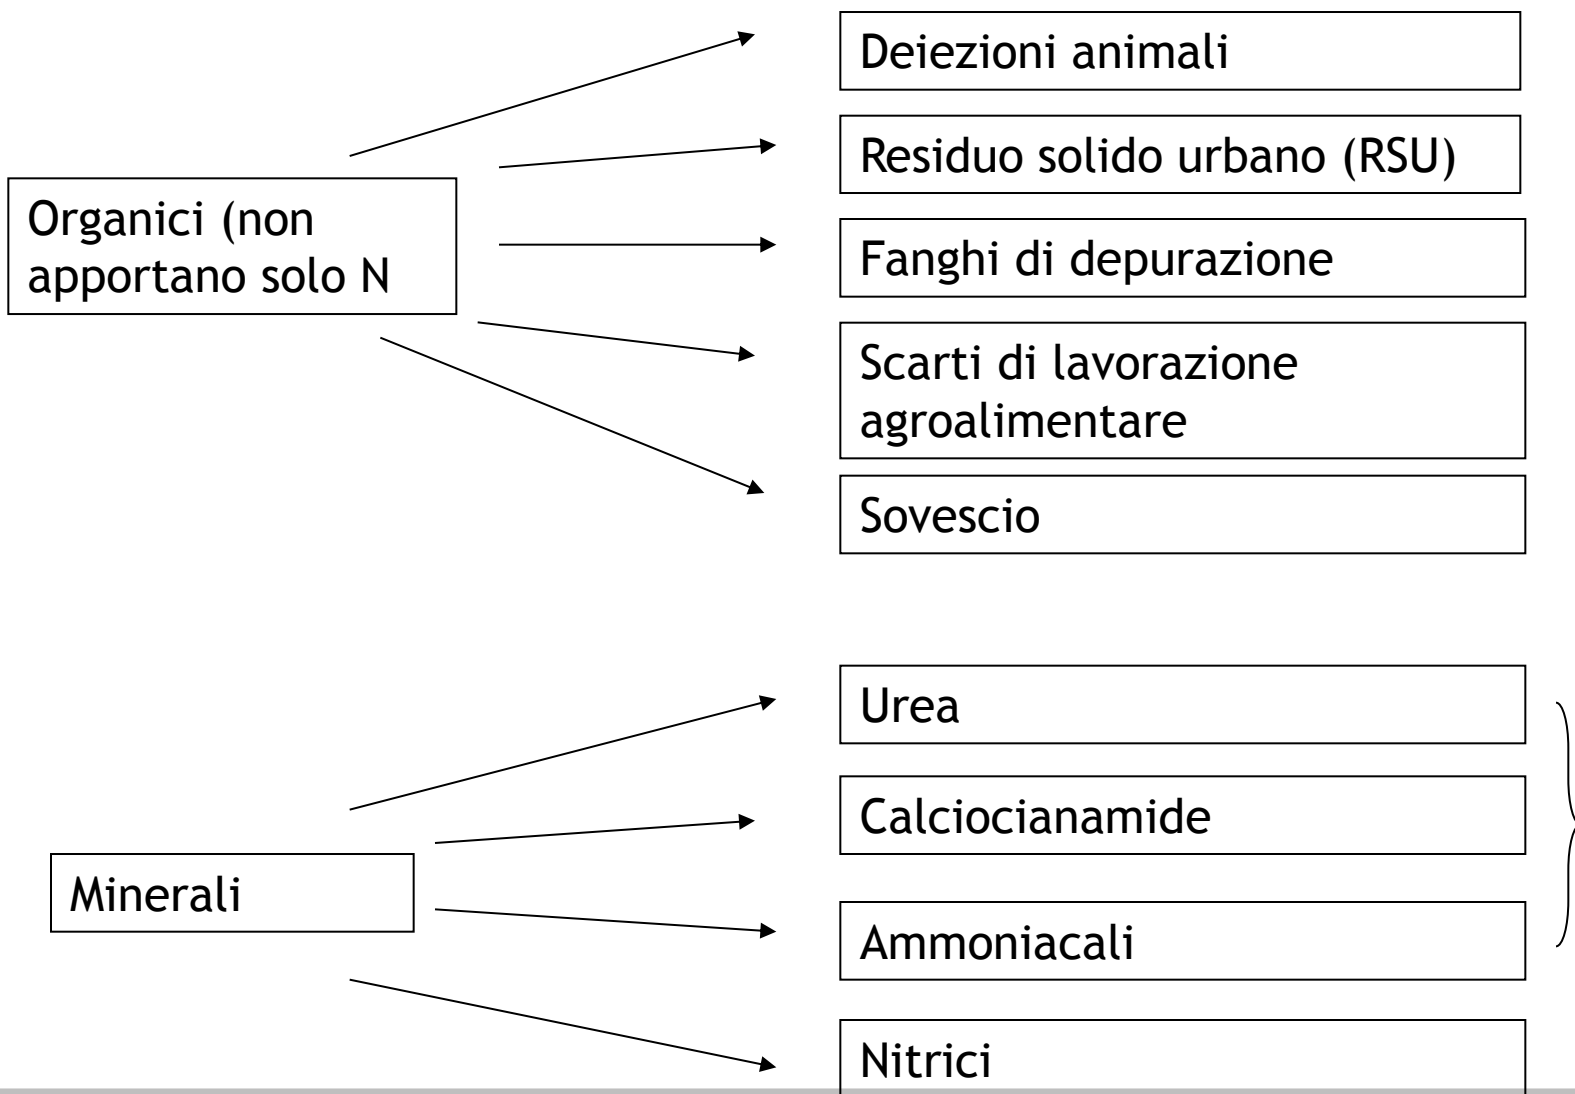 Deiezioni animali
Residuo solido urbano (RSU)
Organici (non
apportano solo N
Fanghi di depurazione
Scarti di lavorazione
agroalimentare
Sovescio
Urea
Calciocianamide
Minerali
Ammoniacali
Nitrici